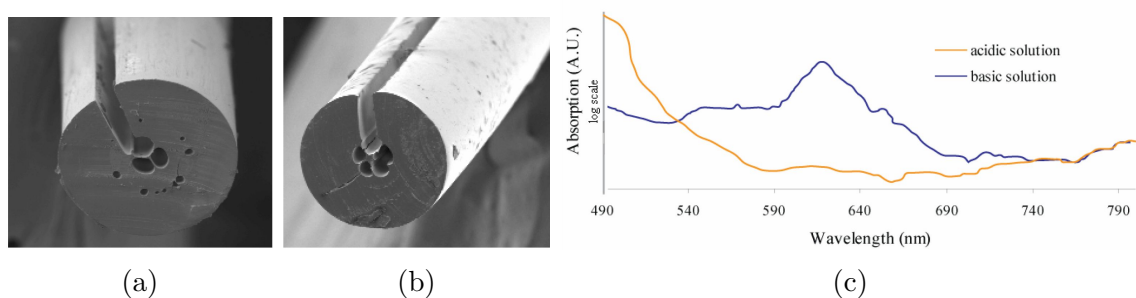 Absorption (A.U.)
log scale
acidic solution
basic solution
490 540 590 640 690 740 790
Wavelength (nm)
(a) (b) (c)